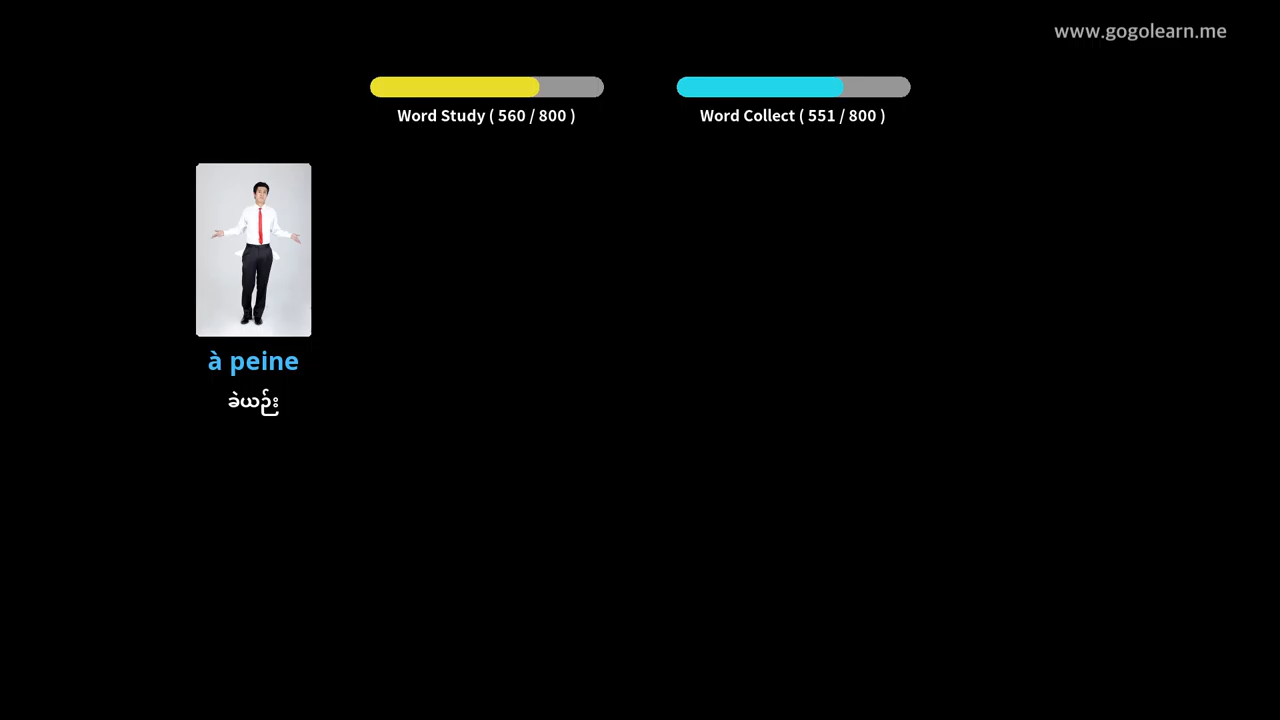 www.gogolearn.me
Word Study ( 560 / 800 )
Word Collect ( 551 / 800 )
à peine
ခဲယဉ်း